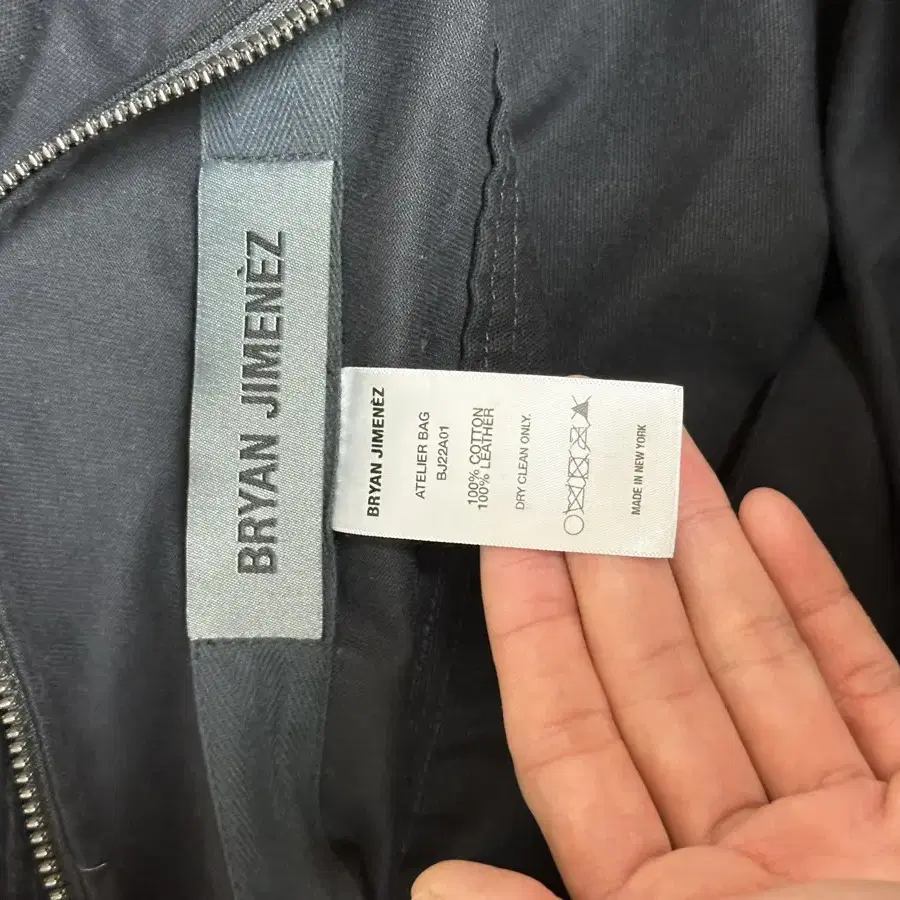 BRYAN JIMENÈZ
BRYAN JIMENÈZ
ATELIER BAG
BJ22A01
100% COTTON
100% LEATHER
DRY CLEAN ONLY.
MADE IN NEW YORK